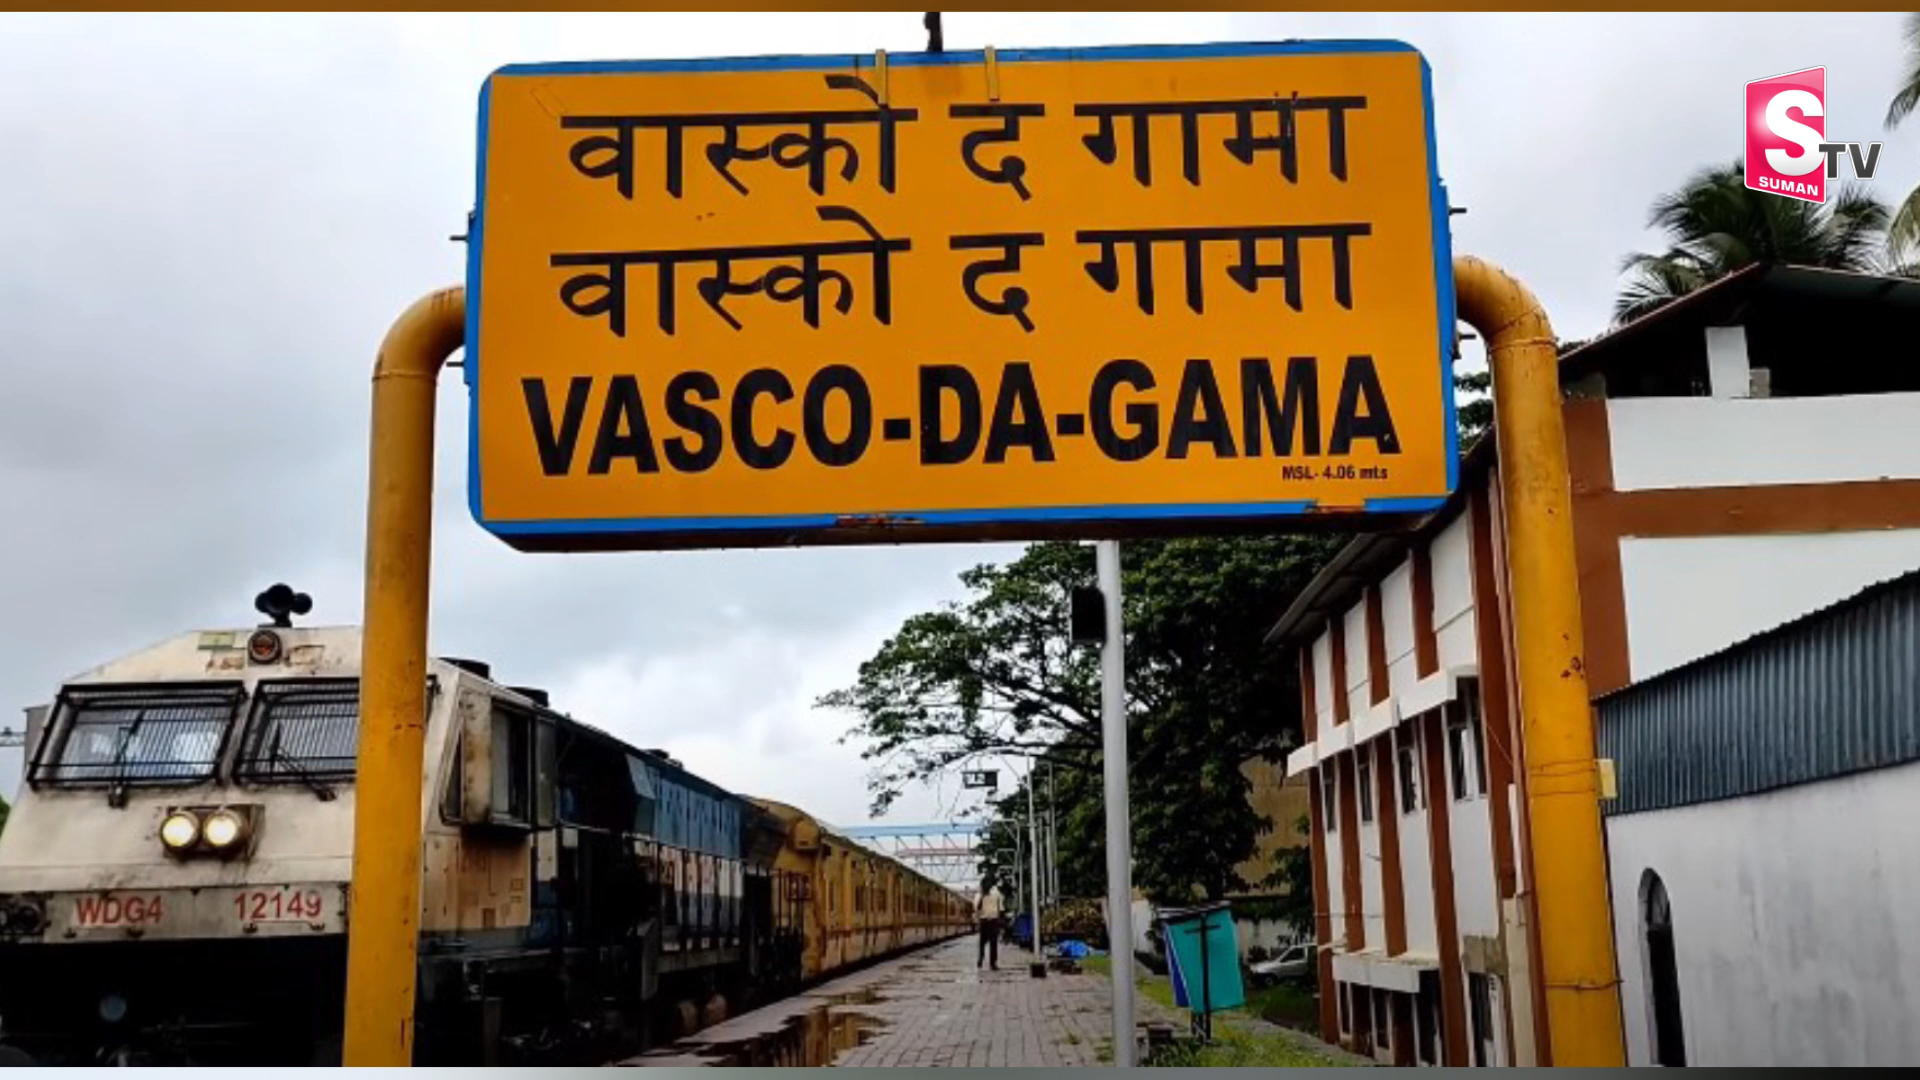 वास्को द गामा
वास्को द गामा
VASCO-DA-GAMA
MSL- 4.06 mts
S TV
SUMAN
WDG4 12149